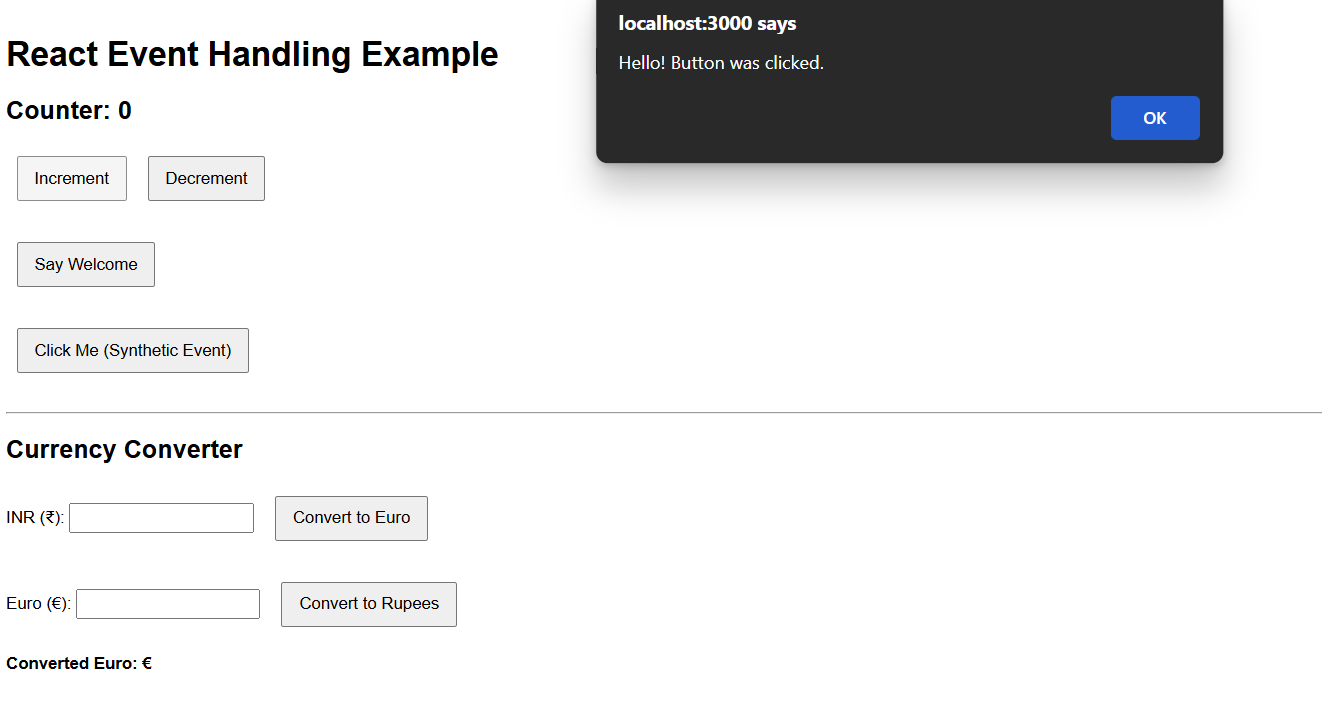 localhost:3000 says
Hello! Button was clicked.
OK
React Event Handling Example
Counter: 0
Increment Decrement
Say Welcome
Click Me (Synthetic Event)
Currency Converter
INR (₹): Convert to Euro
Euro (€): Convert to Rupees
Converted Euro: €